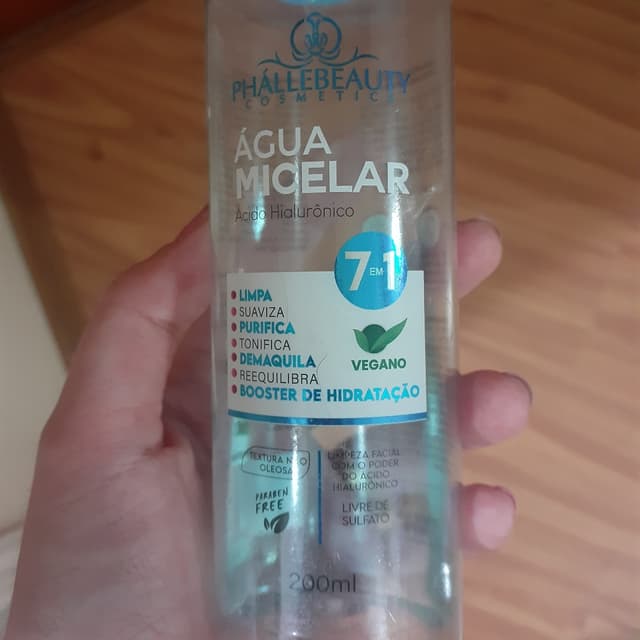 PHÁLLEBEAUTY
COSMETICS
ÁGUA
MICELAR
Ácido Hialurônico
7 EM 1
LIMPA
SUAVIZA
PURIFICA
TONIFICA
DEMAQUILA
REEQUILIBRA
BOOSTER DE HIDRATAÇÃO
VEGANO
TEXTURA NÃO
OLEOSA
PARABEN
FREE
LIMPEZA FACIAL
COM O PODER
DO ÁCIDO
HIALURÔNICO
LIVRE DE
SULFATO
200ml